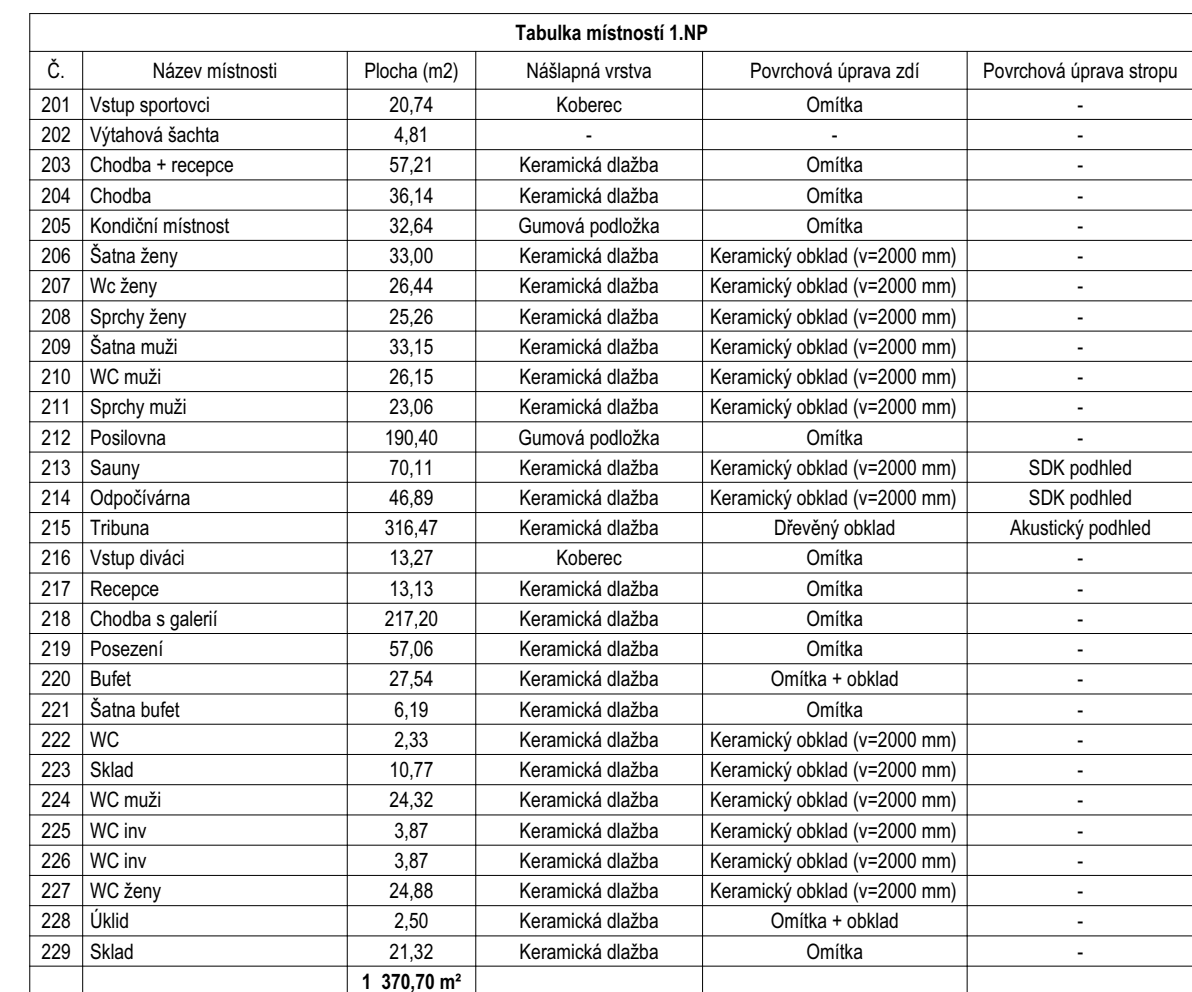 Tabulka místností 1.NP
Č. Název místnosti Plocha (m2) Nášlapná vrstva Povrchová úprava zdí Povrchová úprava stropu
201 Vstup sportovci 20,74 Koberec Omítka -
202 Výtahová šachta 4,81 - - -
203 Chodba + recepce 57,21 Keramická dlažba Omítka -
204 Chodba 36,14 Keramická dlažba Omítka -
205 Kondiční místnost 32,64 Gumová podložka Omítka -
206 Šatna ženy 33,00 Keramická dlažba Keramický obklad (v=2000 mm) -
207 Wc ženy 26,44 Keramická dlažba Keramický obklad (v=2000 mm) -
208 Sprchy ženy 25,26 Keramická dlažba Keramický obklad (v=2000 mm) -
209 Šatna muži 33,15 Keramická dlažba Keramický obklad (v=2000 mm) -
210 WC muži 26,15 Keramická dlažba Keramický obklad (v=2000 mm) -
211 Sprchy muži 23,06 Keramická dlažba Keramický obklad (v=2000 mm) -
212 Posilovna 190,40 Gumová podložka Omítka -
213 Sauny 70,11 Keramická dlažba Keramický obklad (v=2000 mm) SDK podhled
214 Odpočívárna 46,89 Keramická dlažba Keramický obklad (v=2000 mm) SDK podhled
215 Tribuna 316,47 Keramická dlažba Dřevěný obklad Akustický podhled
216 Vstup diváci 13,27 Koberec Omítka -
217 Recepce 13,13 Keramická dlažba Omítka -
218 Chodba s galerií 217,20 Keramická dlažba Omítka -
219 Posezení 57,06 Keramická dlažba Omítka -
220 Bufet 27,54 Keramická dlažba Omítka + obklad -
221 Šatna bufet 6,19 Keramická dlažba Omítka -
222 WC 2,33 Keramická dlažba Keramický obklad (v=2000 mm) -
223 Sklad 10,77 Keramická dlažba Keramický obklad (v=2000 mm) -
224 WC muži 24,32 Keramická dlažba Keramický obklad (v=2000 mm) -
225 WC inv 3,87 Keramická dlažba Keramický obklad (v=2000 mm) -
226 WC inv 3,87 Keramická dlažba Keramický obklad (v=2000 mm) -
227 WC ženy 24,88 Keramická dlažba Keramický obklad (v=2000 mm) -
228 Úklid 2,50 Keramická dlažba Omítka + obklad -
229 Sklad 21,32 Keramická dlažba Omítka -
1 370,70 m²